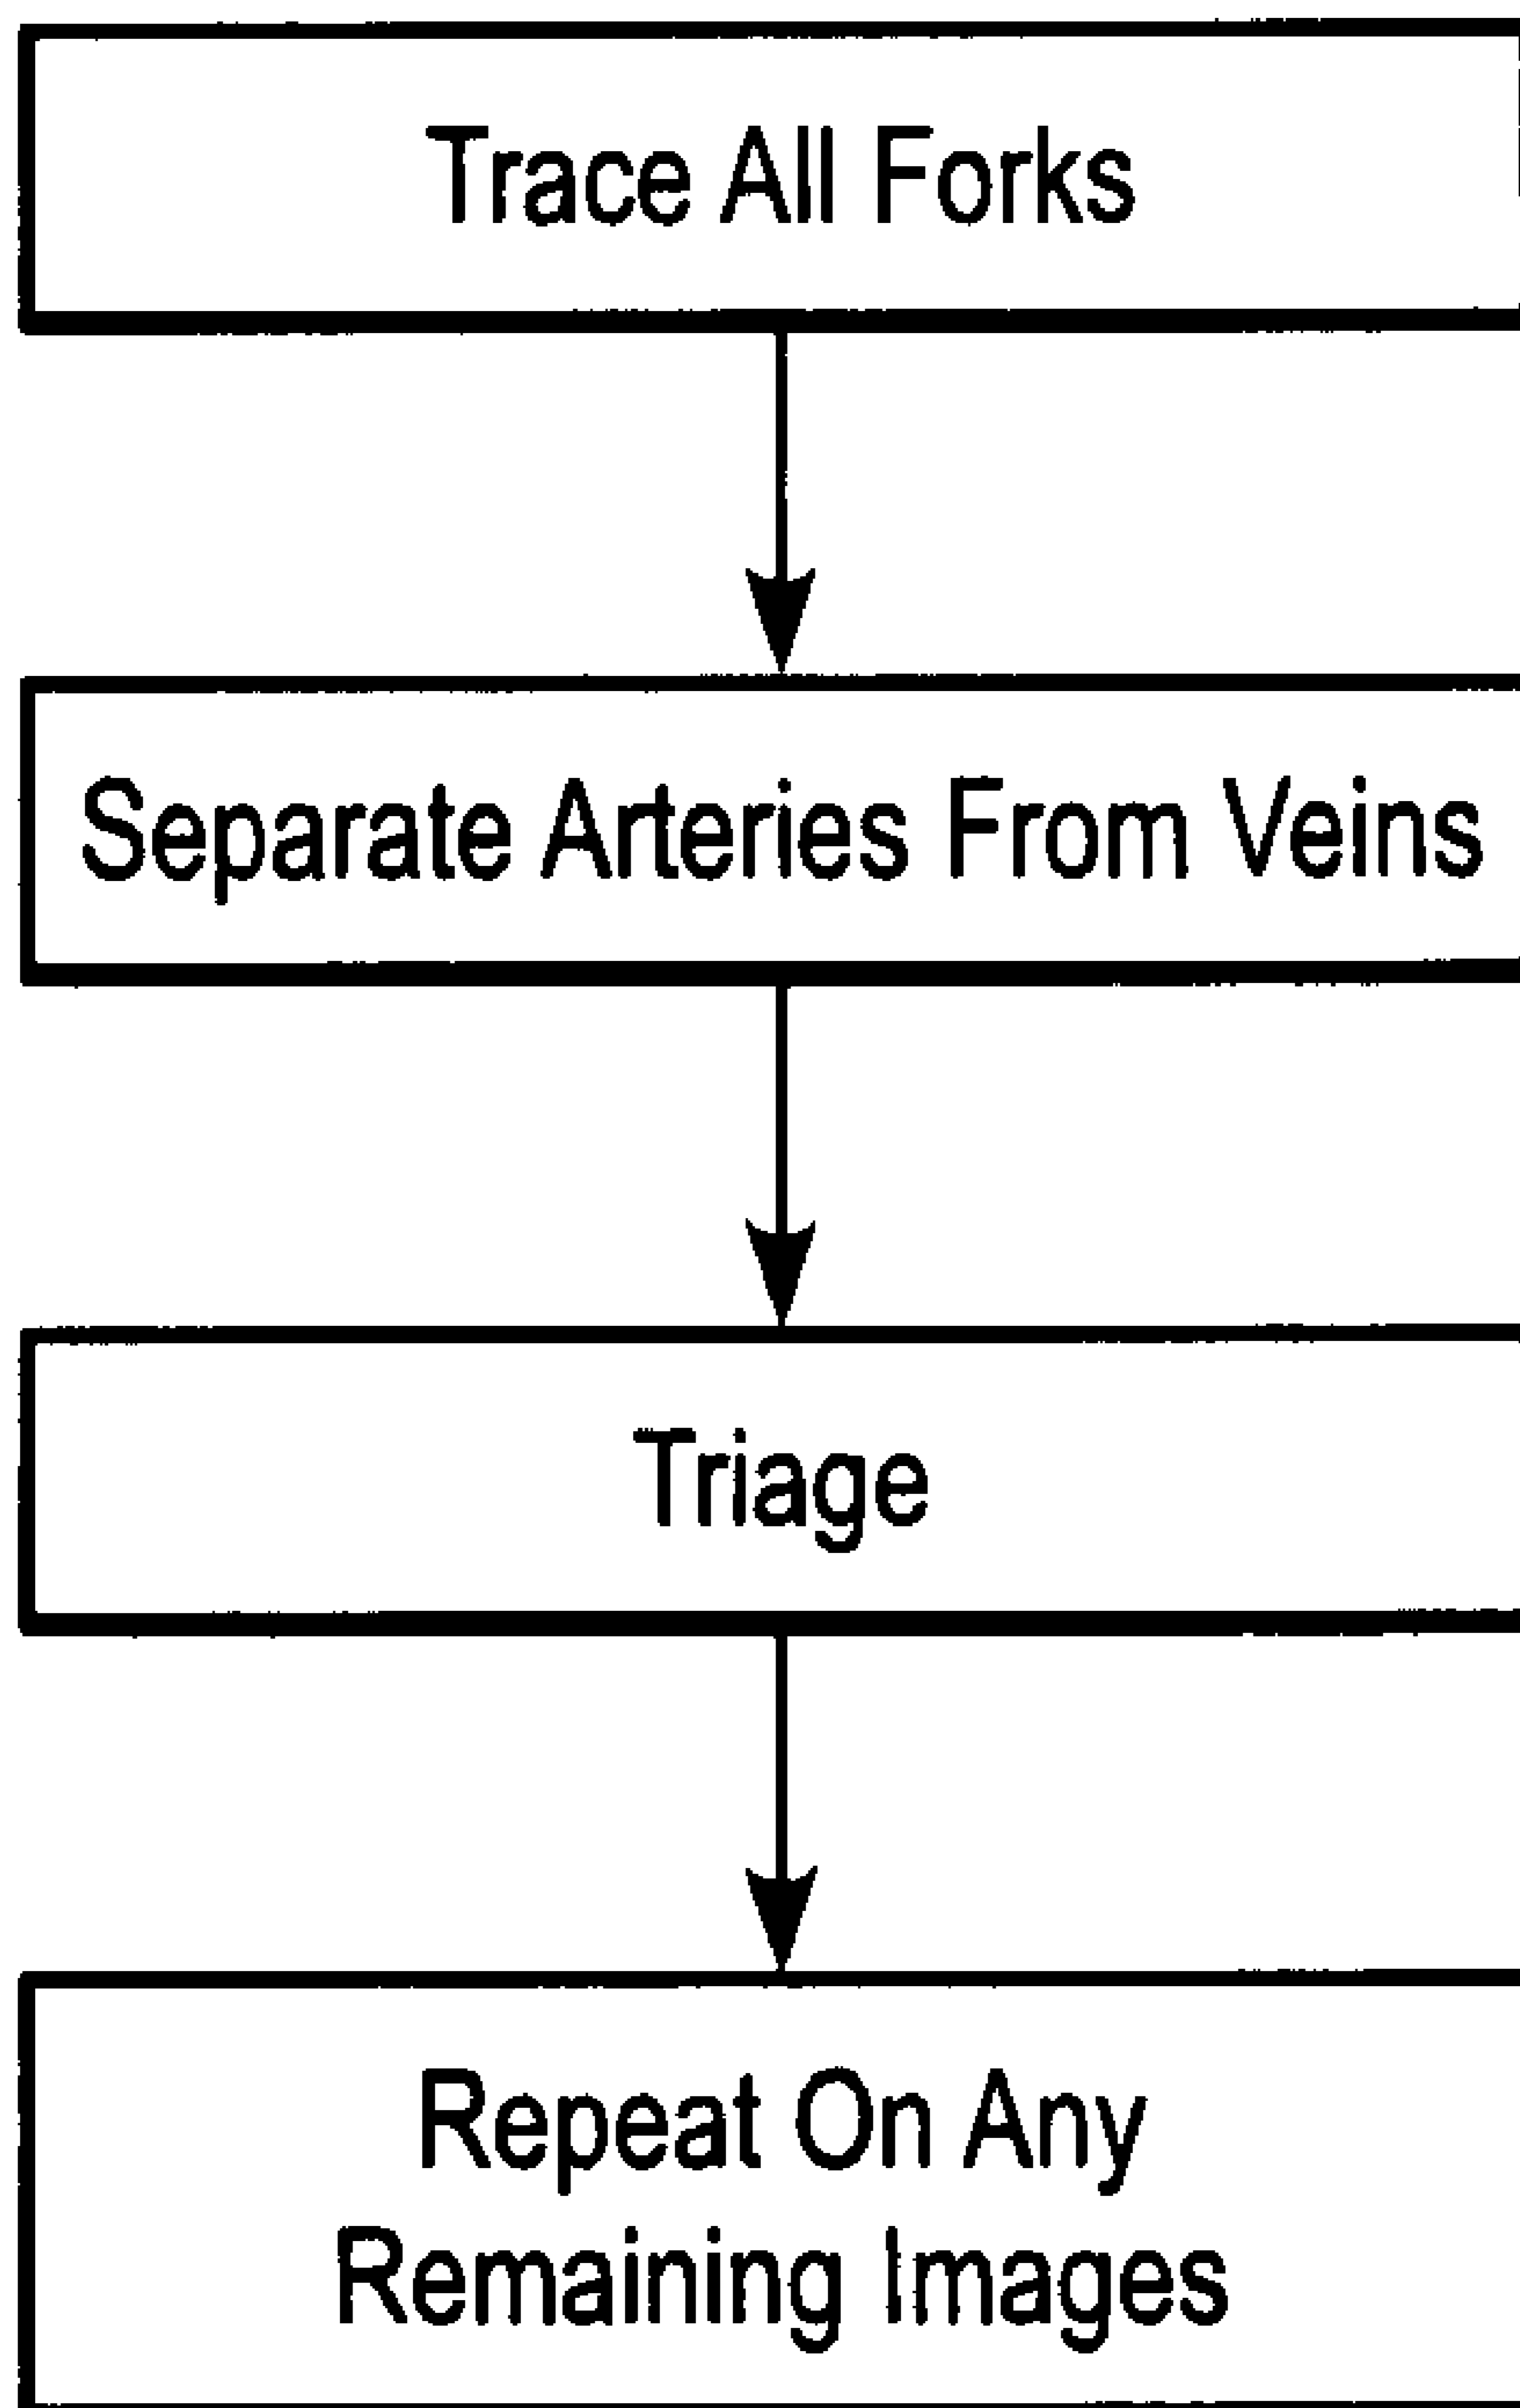 Trace All Forks
Separate Arteries From Veins
Triage
Repeat On Any
Remaining Images